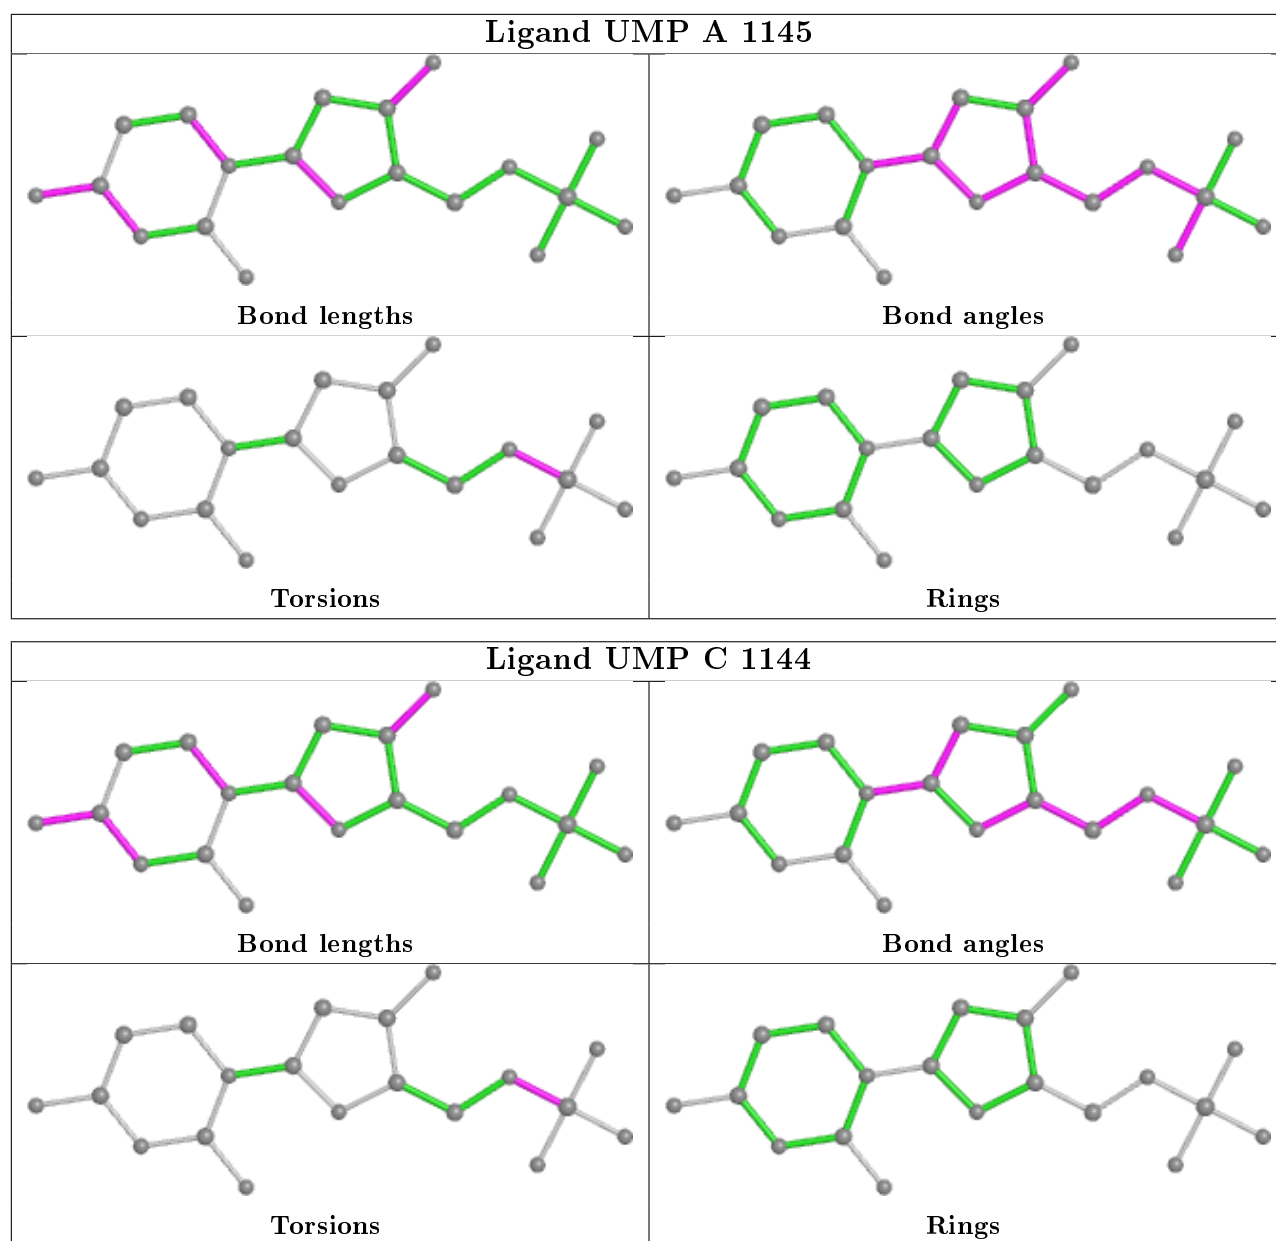 Ligand UMP A 1145
Bond lengths
Bond angles
Torsions
Rings
Ligand UMP C 1144
Bond lengths
Bond angles
Torsions
Rings